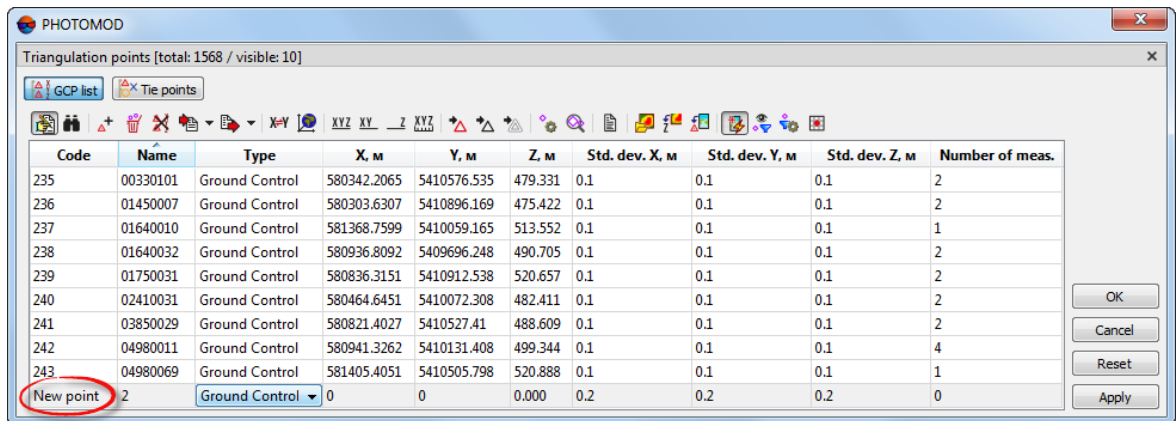 PHOTOMOD
Triangulation points [total: 1568 / visible: 10]
GCP list Tie points
X⇌Y XYZ XY Z XYZ
Code Name Type X, м Y, м Z, м Std. dev. X, м Std. dev. Y, м Std. dev. Z, м Number of meas.
235 00330101 Ground Control 580342.2065 5410576.535 479.331 0.1 0.1 0.1 2
236 01450007 Ground Control 580303.6307 5410896.169 475.422 0.1 0.1 0.1 2
237 01640010 Ground Control 581368.7599 5410059.165 513.552 0.1 0.1 0.1 1
238 01640032 Ground Control 580936.8092 5409696.248 490.705 0.1 0.1 0.1 2
239 01750031 Ground Control 580836.3151 5410912.538 520.657 0.1 0.1 0.1 2
240 02410031 Ground Control 580464.6451 5410072.308 482.411 0.1 0.1 0.1 2
241 03850029 Ground Control 580821.4027 5410527.41 488.609 0.1 0.1 0.1 2
242 04980011 Ground Control 580941.3262 5410131.408 499.344 0.1 0.1 0.1 4
243 04980069 Ground Control 581405.4051 5410505.798 520.888 0.1 0.1 0.1 1
New point 2 Ground Control 0 0 0.000 0.2 0.2 0.2 0
OK
Cancel
Reset
Apply